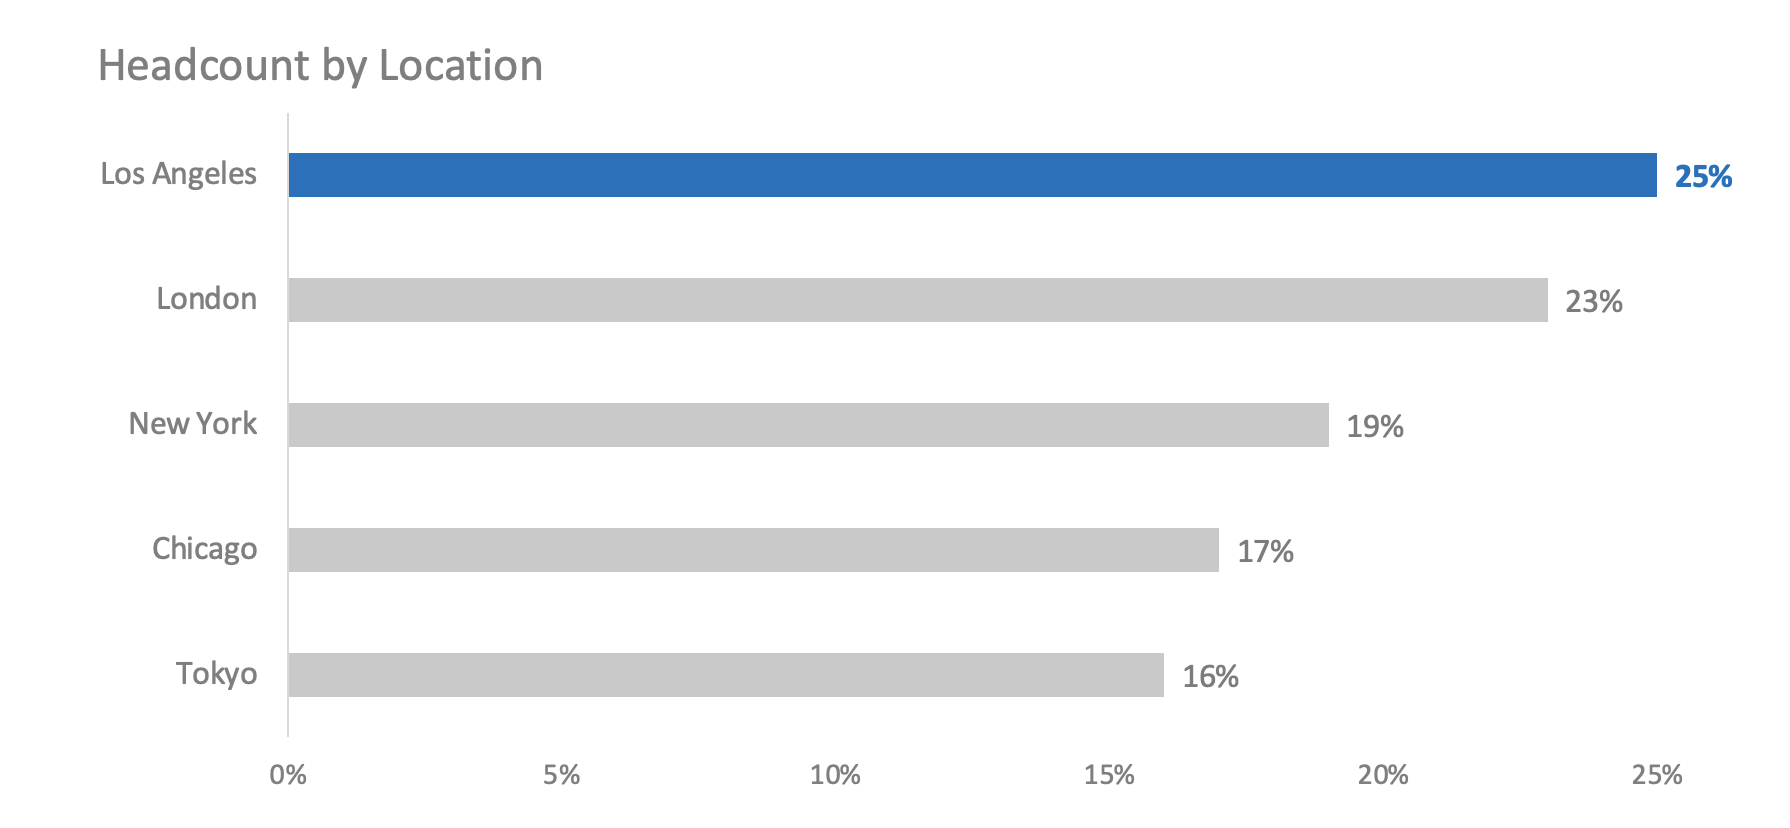 Headcount by Location
Los Angeles 25%
London 23%
New York 19%
Chicago 17%
Tokyo 16%
0% 5% 10% 15% 20% 25%